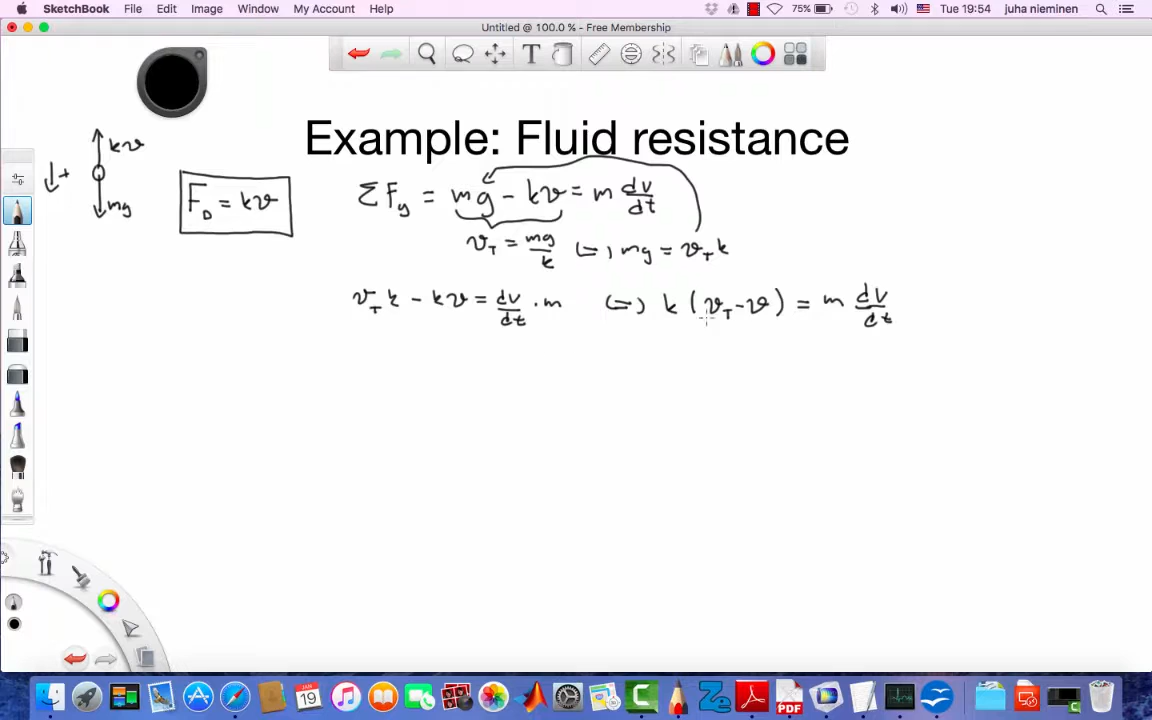 SketchBook File Edit Image Window My Account Help 75% Tue 19:54 juha nieminen
Untitled @ 100.0 % - Free Membership
T
Example: Fluid resistance
kv
+
mg
F_D = kv
ΣF_y = mg - kv = m dv/dt
v_T = mg/k (=) mg = v_T k
v_T k - kv = dv/dt · m (=) k (v_T - v) = m dv/dt
JAN 19
PDF